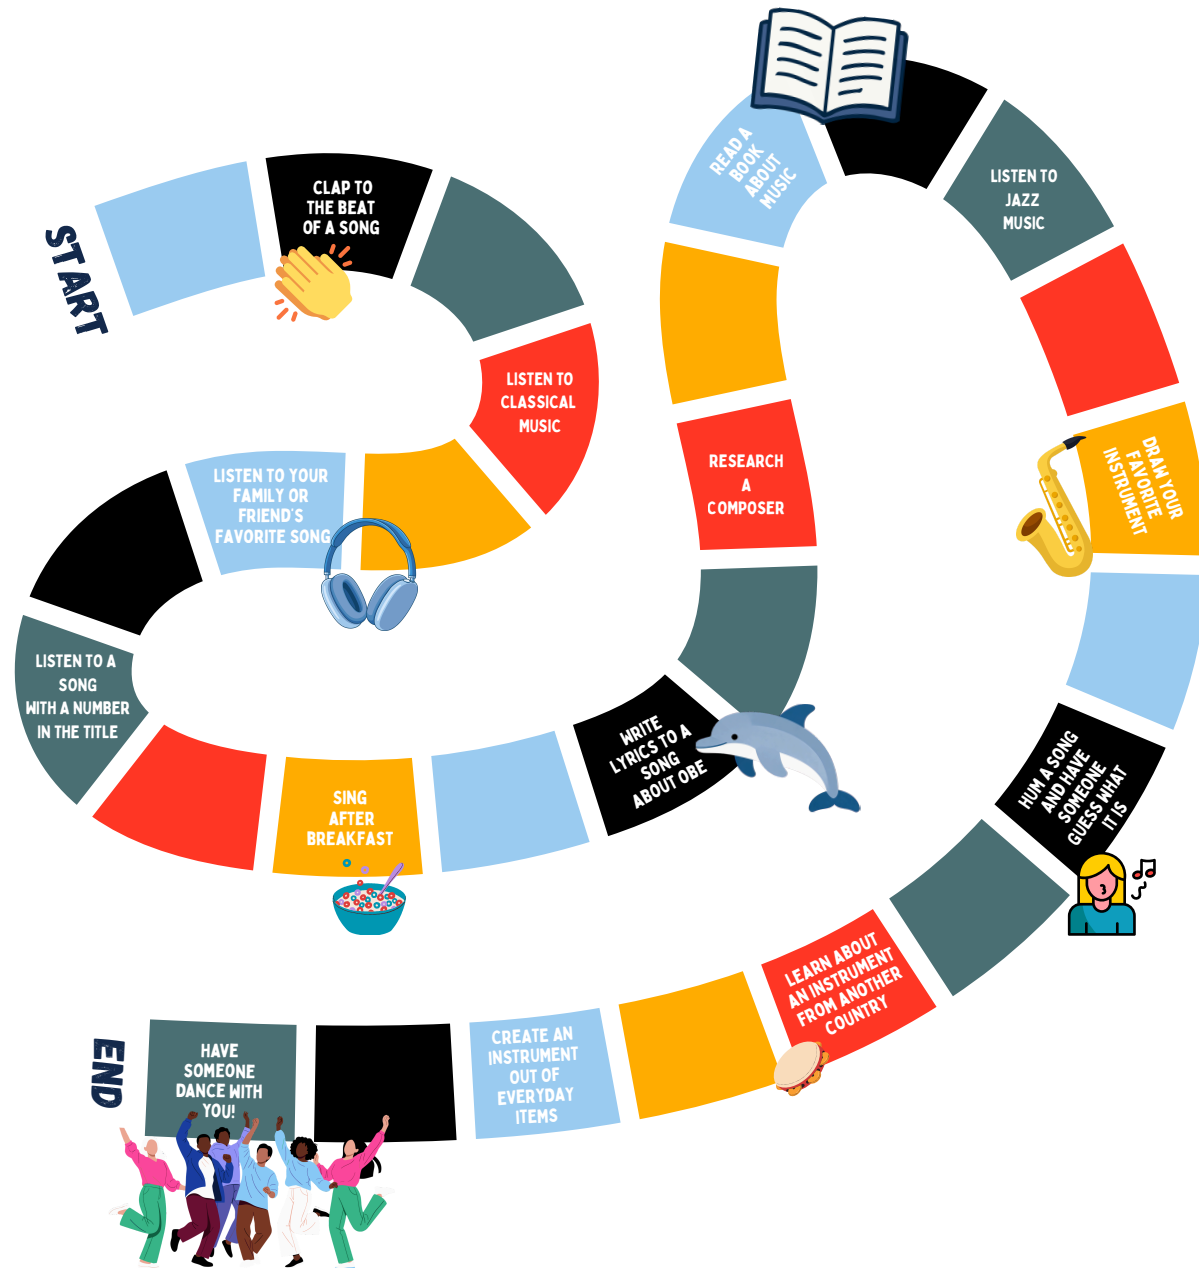 START
CLAP TO
THE BEAT
OF A SONG
LISTEN TO
CLASSICAL
MUSIC
LISTEN TO YOUR
FAMILY OR
FRIEND'S
FAVORITE SONG
LISTEN TO A
SONG
WITH A NUMBER
IN THE TITLE
SING
AFTER
BREAKFAST
WRITE
LYRICS TO A
SONG
ABOUT OBE
RESEARCH
A
COMPOSER
READ A
BOOK
ABOUT
MUSIC
LISTEN TO
JAZZ
MUSIC
DRAW YOUR
FAVORITE
INSTRUMENT
HUM A SONG
AND HAVE
SOMEONE
GUESS WHAT
IT IS
LEARN ABOUT
AN INSTRUMENT
FROM ANOTHER
COUNTRY
CREATE AN
INSTRUMENT
OUT OF
EVERYDAY
ITEMS
HAVE
SOMEONE
DANCE WITH
YOU!
END